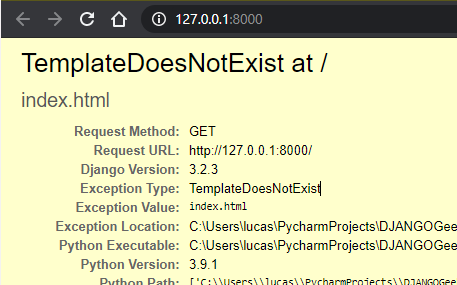 127.0.0.1:8000
TemplateDoesNotExist at /
index.html
Request Method: GET
Request URL: http://127.0.0.1:8000/
Django Version: 3.2.3
Exception Type: TemplateDoesNotExist
Exception Value: index.html
Exception Location: C:\Users\lucas\PycharmProjects\DJANGOGee
Python Executable: C:\Users\lucas\PycharmProjects\DJANGOGee
Python Version: 3.9.1
Python Path: ['C:\\Users\\lucas\\PycharmProjects\\DJANGOGee